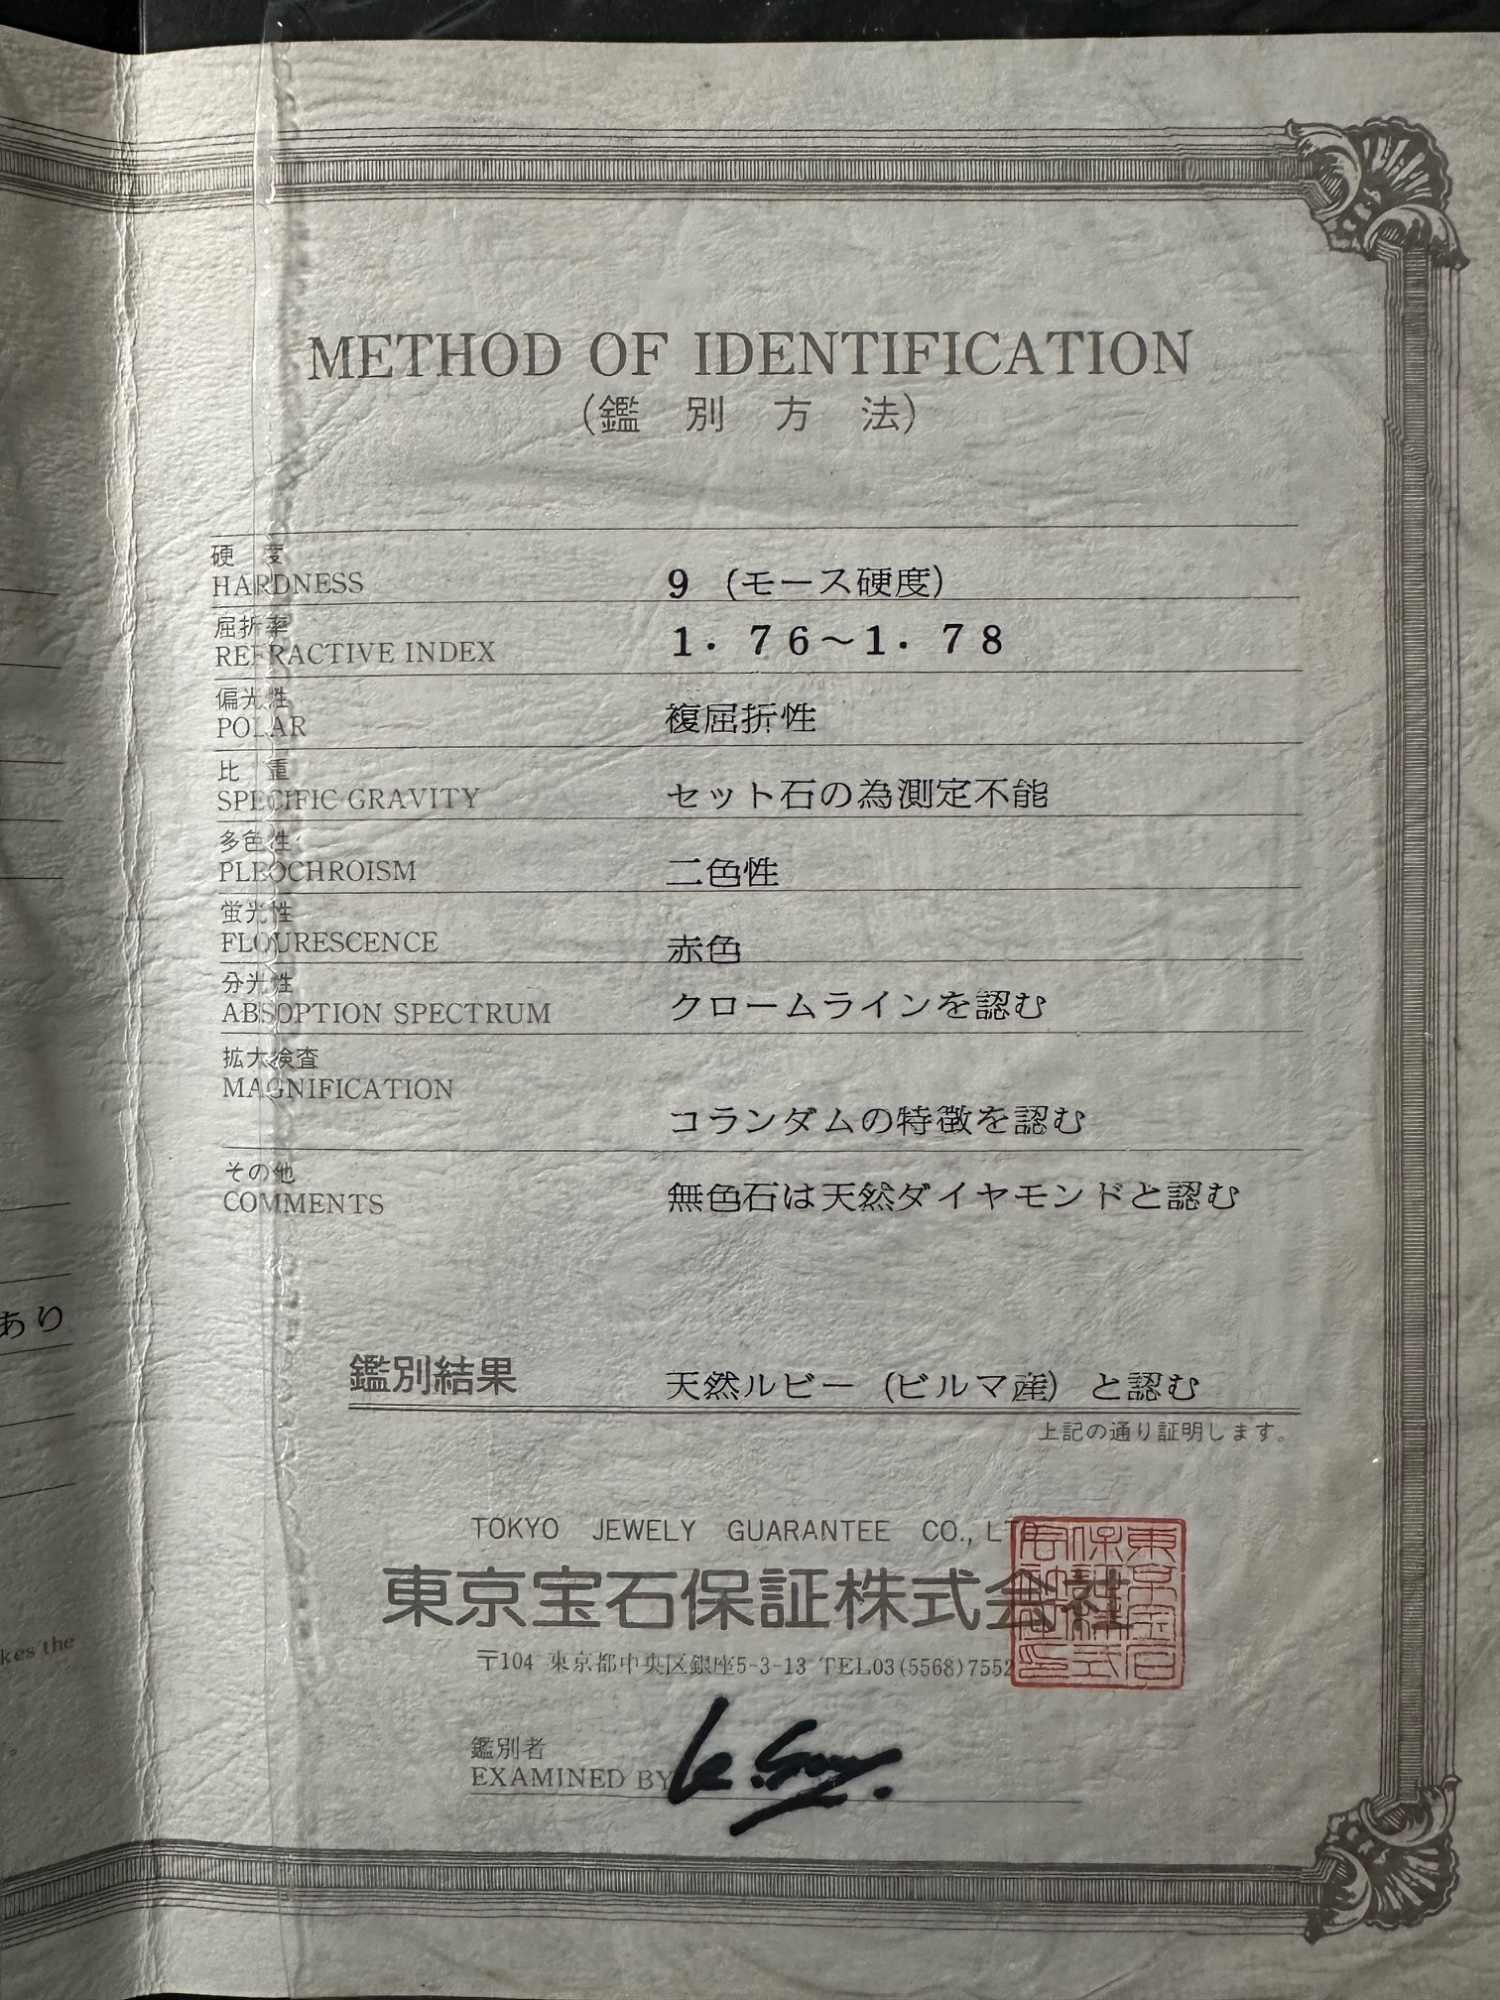 METHOD OF IDENTIFICATION
(鑑別方法)
硬度
HARDNESS 9 (モース硬度)
屈折率
REFRACTIVE INDEX 1．76～1．78
偏光性
POLAR 複屈折性
比重
SPECIFIC GRAVITY セット石の為測定不能
多色性
PLEOCHROISM 二色性
蛍光性
FLOURESCENCE 赤色
分光性
ABSOPTION SPECTRUM クロームラインを認む
拡大検査
MAGNIFICATION
コランダムの特徴を認む
その他
COMMENTS 無色石は天然ダイヤモンドと認む
あり
鑑別結果 天然ルビー (ビルマ産) と認む
上記の通り証明します。
TOKYO JEWELY GUARANTEE CO.,
東京宝石保証株式会社
〒104 東京都中央区銀座5-3-13 TEL03(5568)7552
kes the
鑑別者
EXAMINED BY